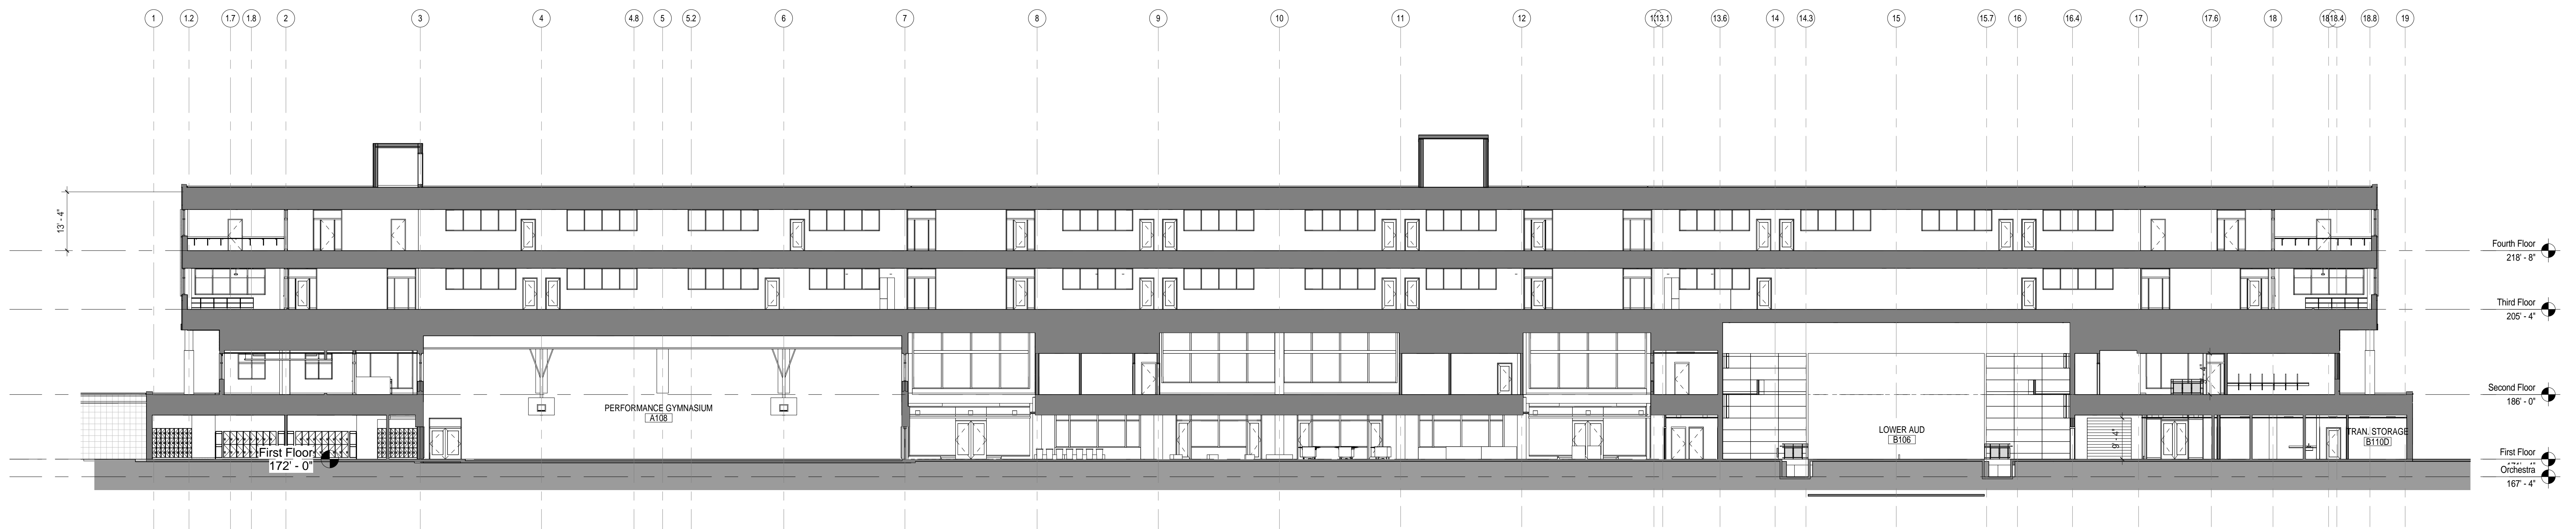 1
1.2
1.7
1.8
2
3
4
4.8
5
5.2
6
7
8
9
10
11
12
13.1
13.6
14
14.3
15
15.7
16
16.4
17
17.6
18
18.4
18.8
19
13' - 4"
Fourth Floor
218' - 8"
Third Floor
205' - 4"
Second Floor
186' - 0"
PERFORMANCE GYMNASIUM
A108
LOWER AUD
B106
9' - 4"
TRAN. STORAGE
B110D
First Floor
172' - 0"
First Floor
Orchestra
167' - 4"